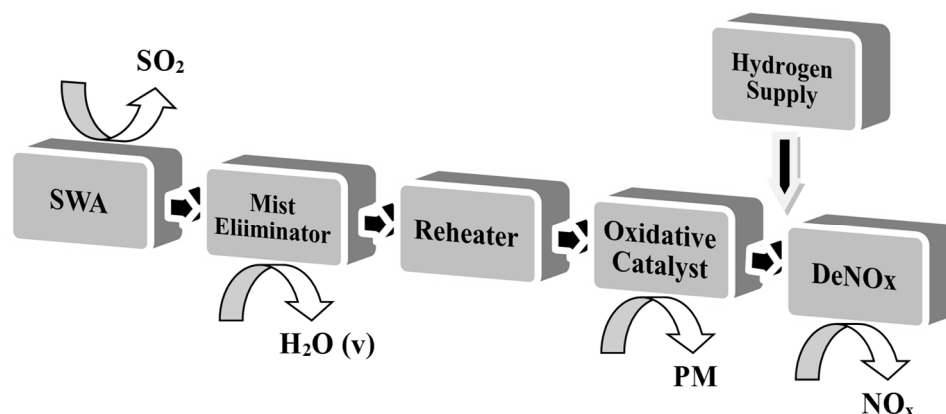 SO₂
Hydrogen
Supply
SWA
Mist
Eliiminator
Reheater
Oxidative
Catalyst
DeNOx
H₂O (v)
PM
NOₓ